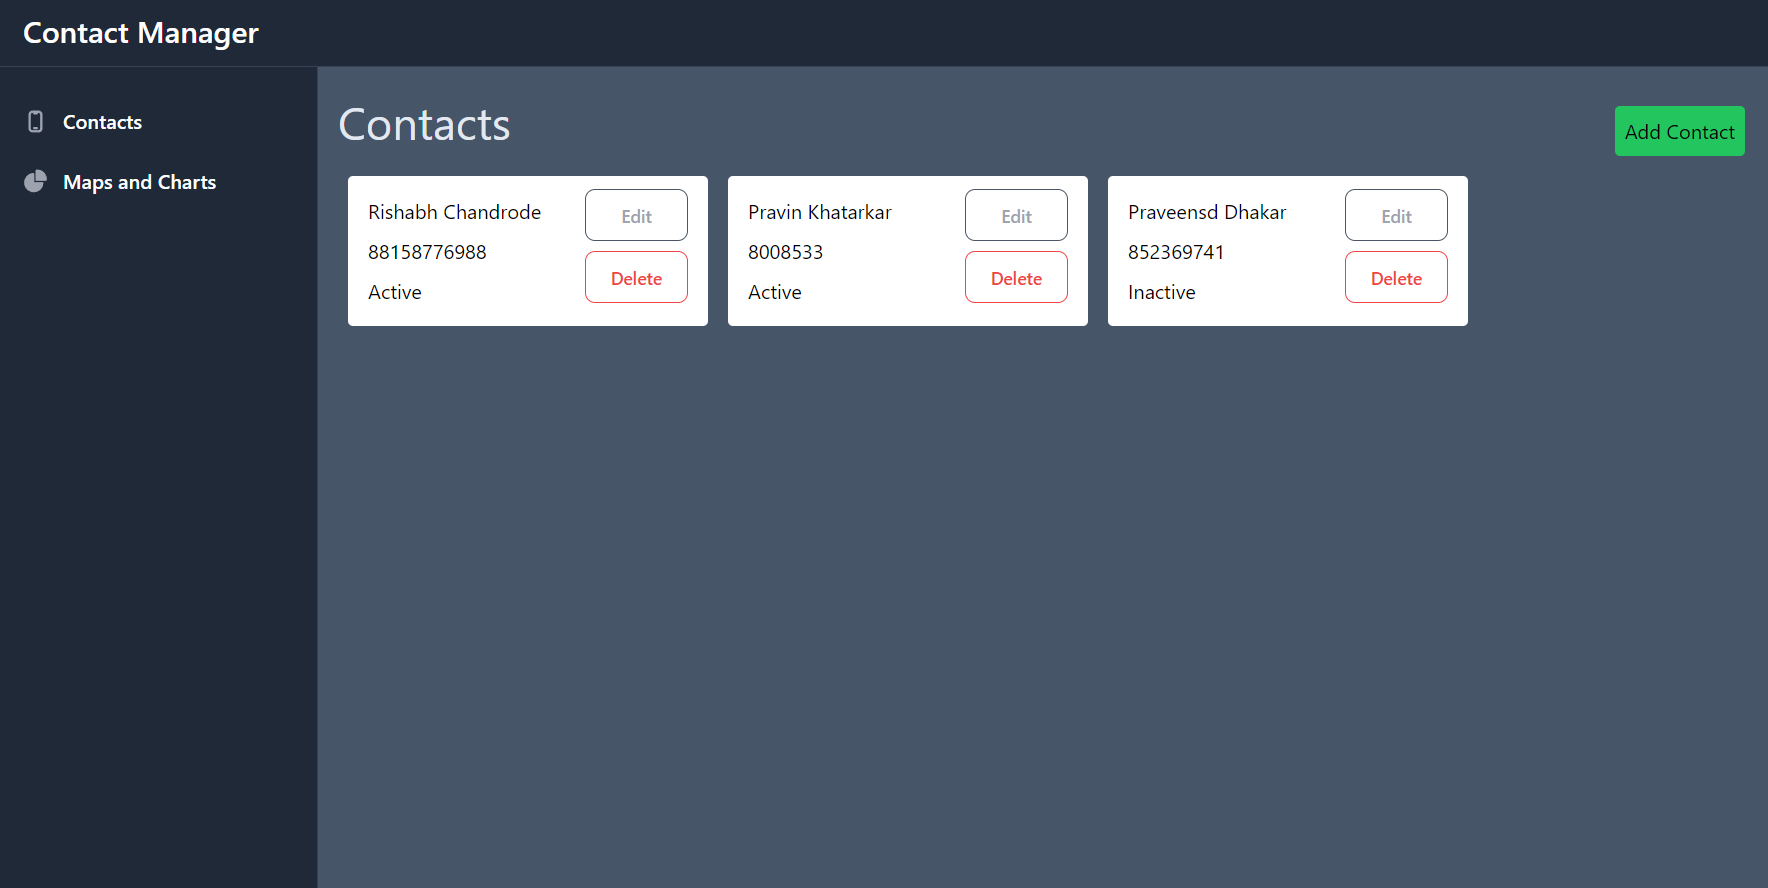 Contact Manager
Contacts
Maps and Charts
Contacts
Add Contact
Rishabh Chandrode
88158776988
Active
Edit
Delete
Pravin Khatarkar
8008533
Active
Edit
Delete
Praveensd Dhakar
852369741
Inactive
Edit
Delete